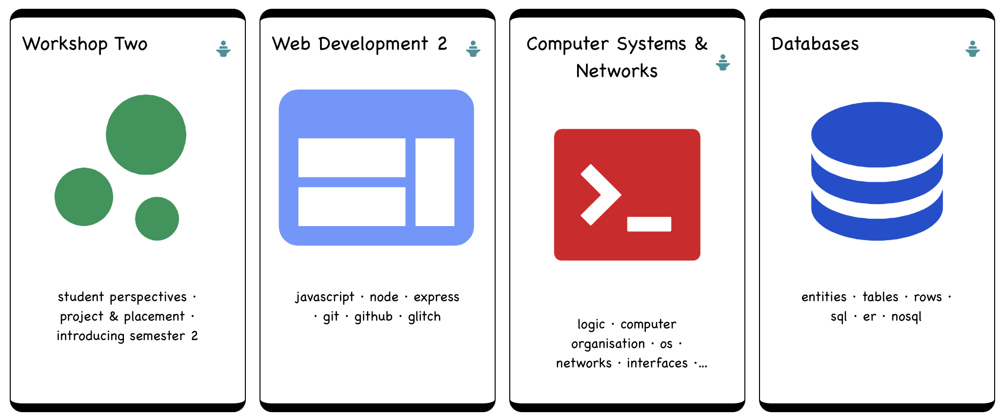 Workshop Two
student perspectives ·
project & placement ·
introducing semester 2
Web Development 2
javascript · node · express
· git · github · glitch
Computer Systems &
Networks
logic · computer
organisation · os ·
networks · interfaces ·...
Databases
entities · tables · rows ·
sql · er · nosql